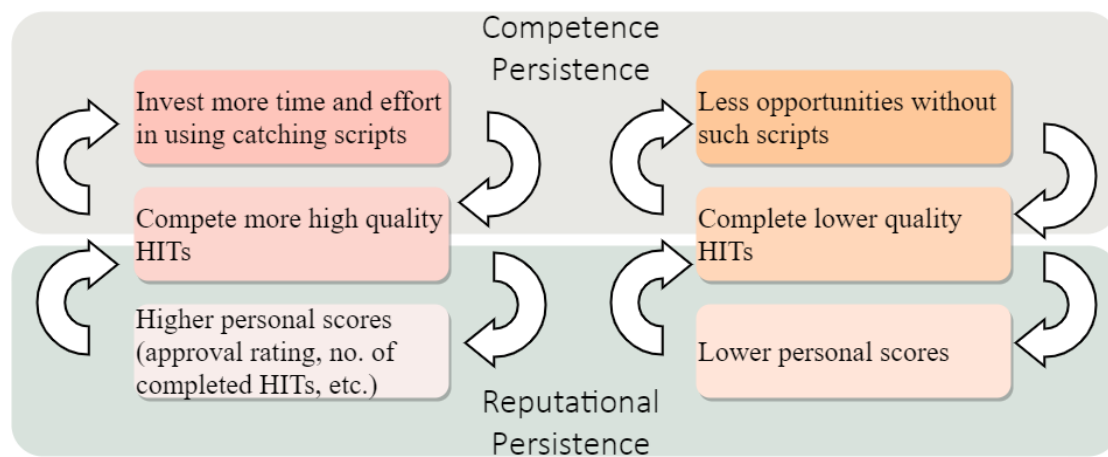 Competence
Persistence
Invest more time and effort
in using catching scripts
Less opportunities without
such scripts
Compete more high quality
HITs
Complete lower quality
HITs
Higher personal scores
(approval rating, no. of
completed HITs, etc.)
Lower personal scores
Reputational
Persistence